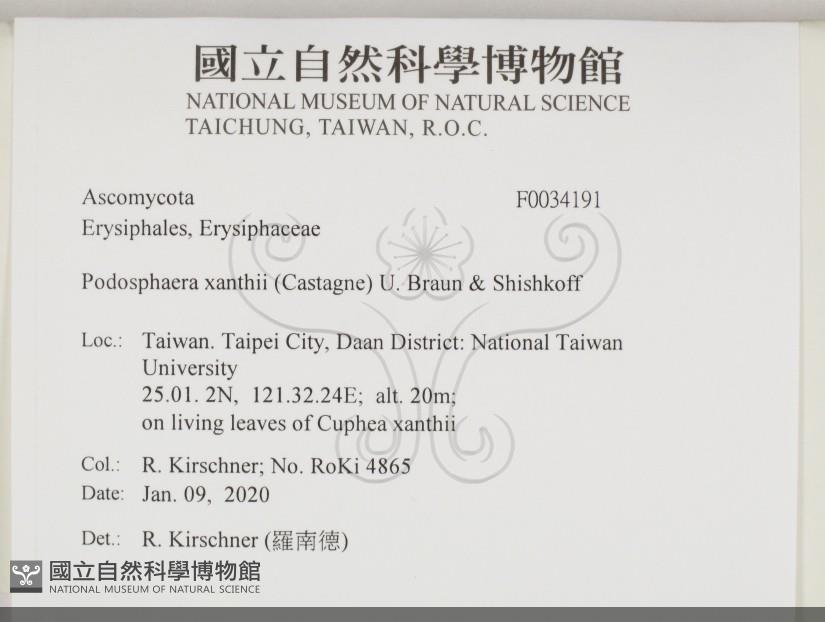 國立自然科學博物館
NATIONAL MUSEUM OF NATURAL SCIENCE
TAICHUNG, TAIWAN, R.O.C.
Ascomycota F0034191
Erysiphales, Erysiphaceae
Podosphaera xanthii (Castagne) U. Braun & Shishkoff
Loc.: Taiwan. Taipei City, Daan District: National Taiwan
University
25.01. 2N, 121.32.24E; alt. 20m;
on living leaves of Cuphea xanthii
Col.: R. Kirschner; No. RoKi 4865
Date: Jan. 09, 2020
Det.: R. Kirschner (羅南德)
國立自然科學博物館
NATIONAL MUSEUM OF NATURAL SCIENCE